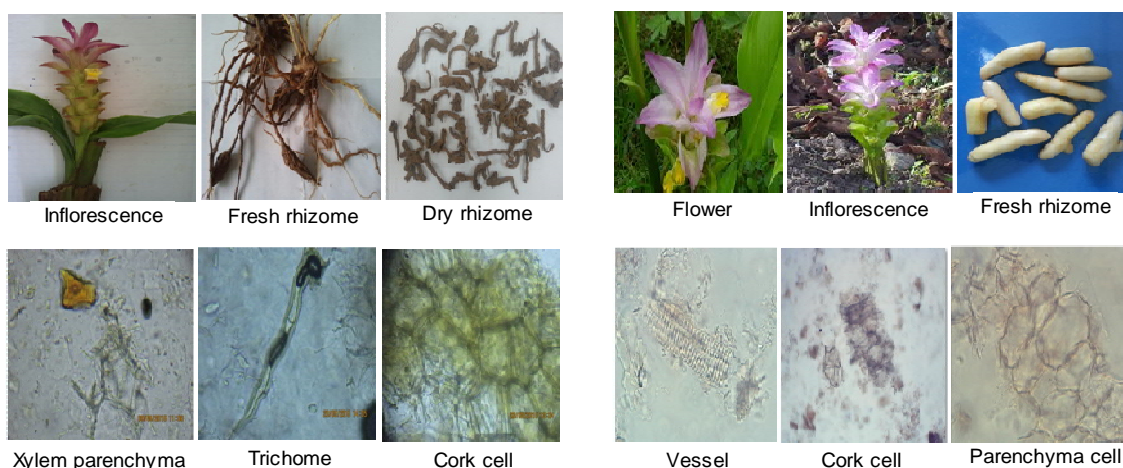 Inflorescence
Fresh rhizome
Dry rhizome
Flower
Inflorescence
Fresh rhizome
Xylem parenchyma
Trichome
Cork cell
Vessel
Cork cell
Parenchyma cell